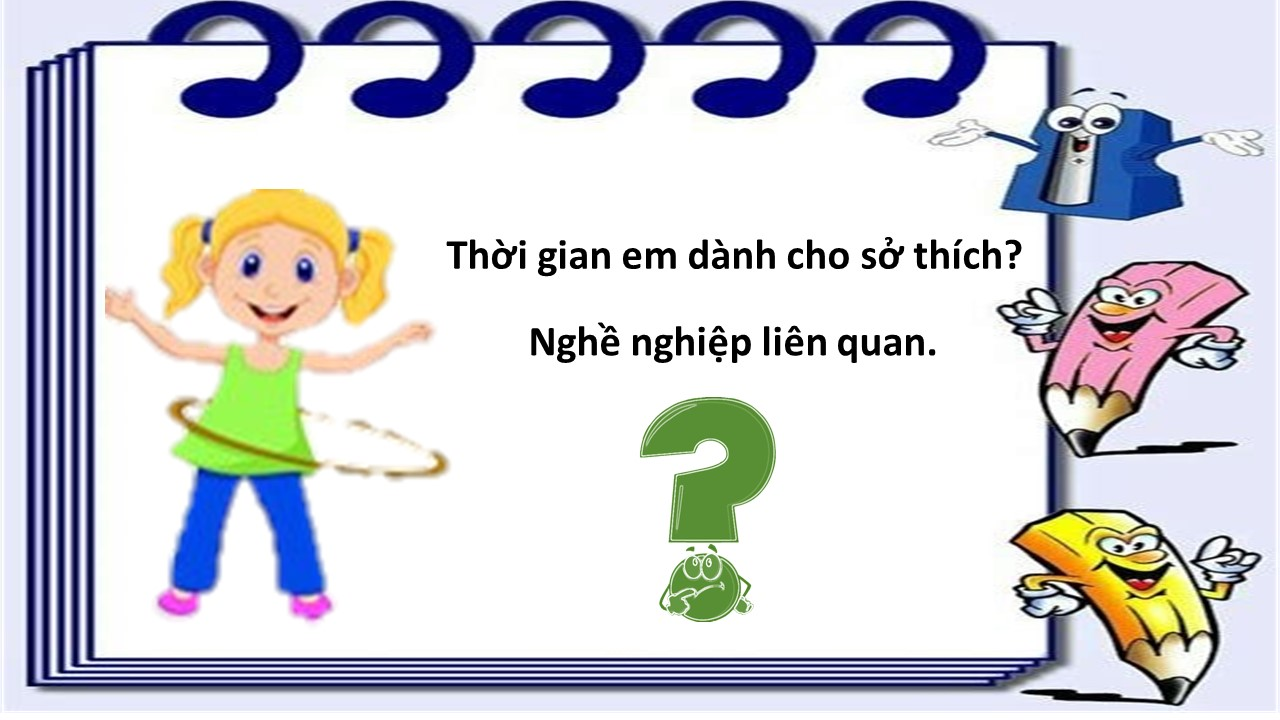 Thời gian em dành cho sở thích?
Nghề nghiệp liên quan.